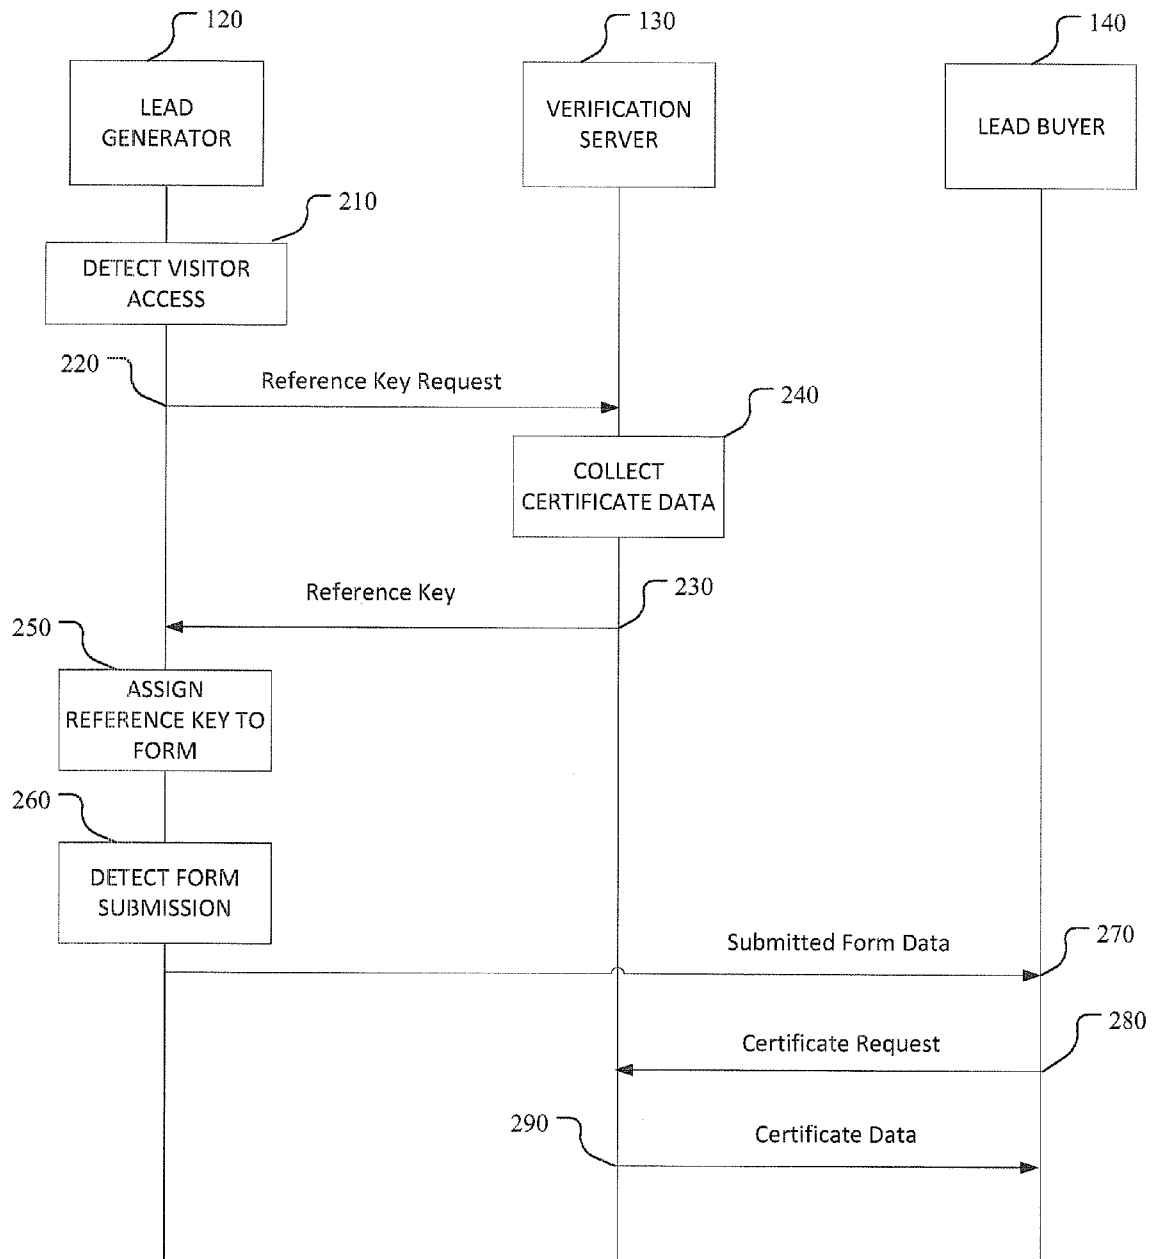 120
130
140
LEAD
GENERATOR
VERIFICATION
SERVER
LEAD BUYER
210
DETECT VISITOR
ACCESS
220
Reference Key Request
240
COLLECT
CERTIFICATE DATA
Reference Key
230
250
ASSIGN
REFERENCE KEY TO
FORM
260
DETECT FORM
SUBMISSION
Submitted Form Data
270
Certificate Request
280
290
Certificate Data